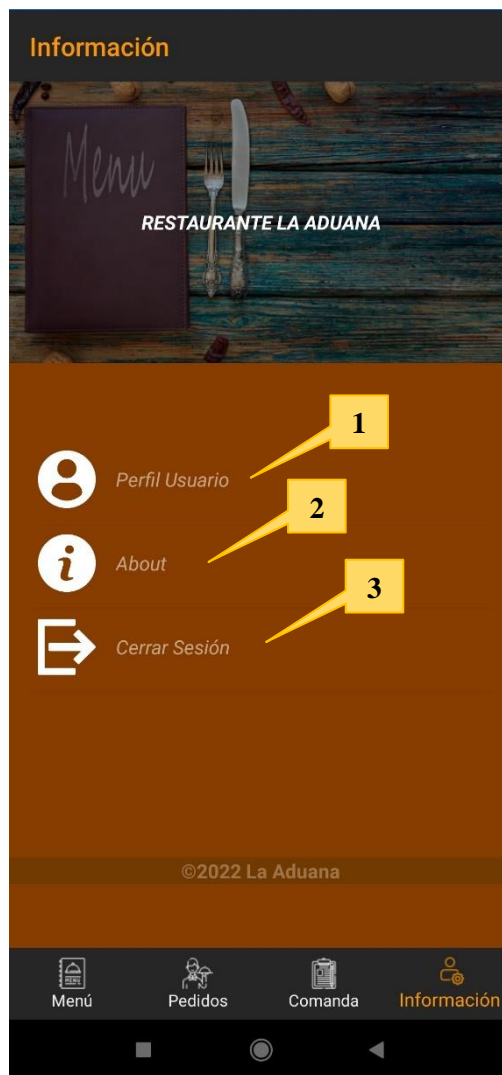 Información
Menu
RESTAURANTE LA ADUANA
1
Perfil Usuario
2
About
3
Cerrar Sesión
©2022 La Aduana
Menú
Pedidos
Comanda
Información